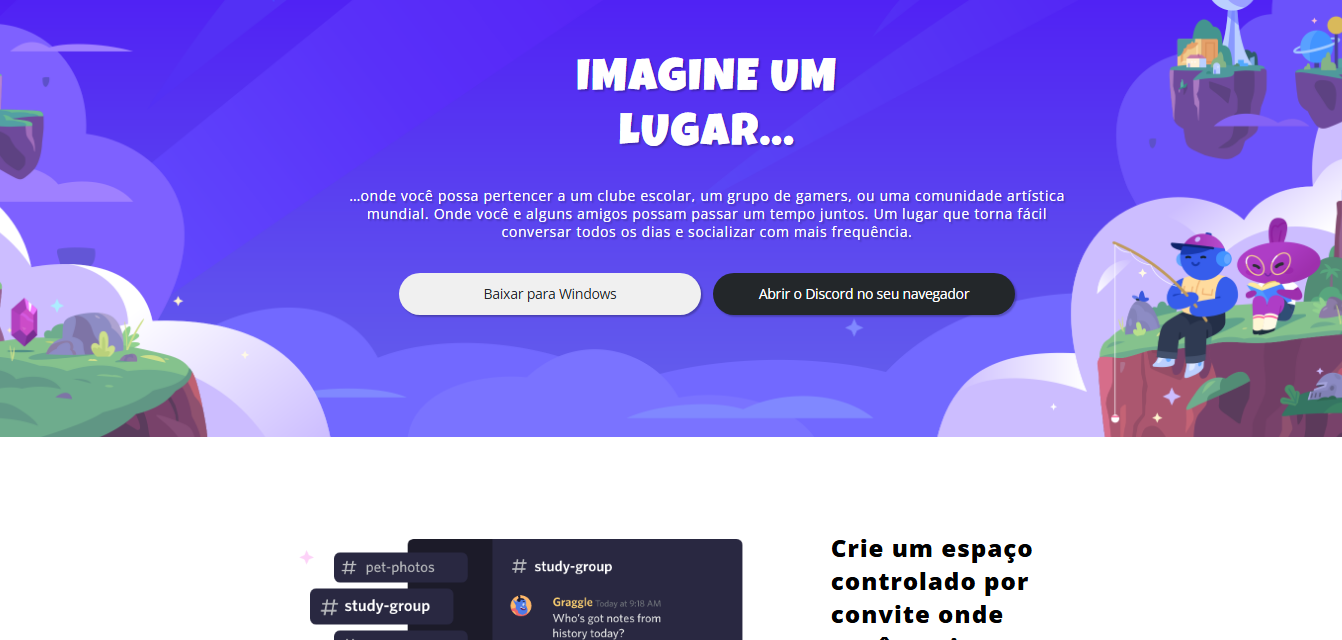 IMAGINE UM
LUGAR...
...onde você possa pertencer a um clube escolar, um grupo de gamers, ou uma comunidade artística
mundial. Onde você e alguns amigos possam passar um tempo juntos. Um lugar que torna fácil
conversar todos os dias e socializar com mais frequência.
Baixar para Windows
Abrir o Discord no seu navegador
# pet-photos
# study-group
# study-group
Graggle Today at 9:18 AM
Who's got notes from
history today?
Crie um espaço
controlado por
convite onde